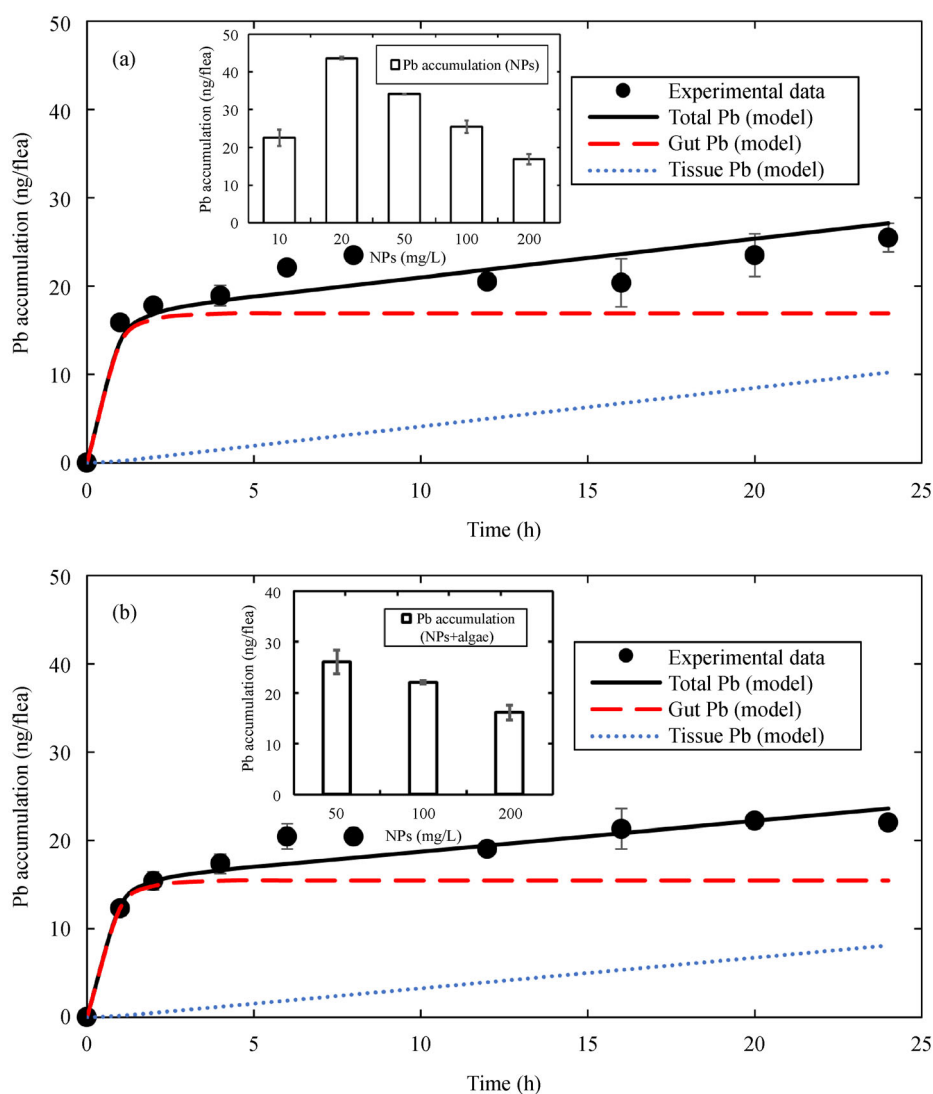 (a)
Pb accumulation (ng/flea)
50
40
30
20
10
0
0 5 10 15 20 25
Time (h)
Pb accumulation (ng/flea)
50
40
30
20
10
0
10 20 50 100 200
NPs (mg/L)
Pb accumulation (NPs)
Experimental data
Total Pb (model)
Gut Pb (model)
Tissue Pb (model)
(b)
Pb accumulation (ng/flea)
50
40
30
20
10
0
0 5 10 15 20 25
Time (h)
Pb accumulation (ng/flea)
40
30
20
10
0
50 100 200
NPs (mg/L)
Pb accumulation
(NPs+algae)
Experimental data
Total Pb (model)
Gut Pb (model)
Tissue Pb (model)